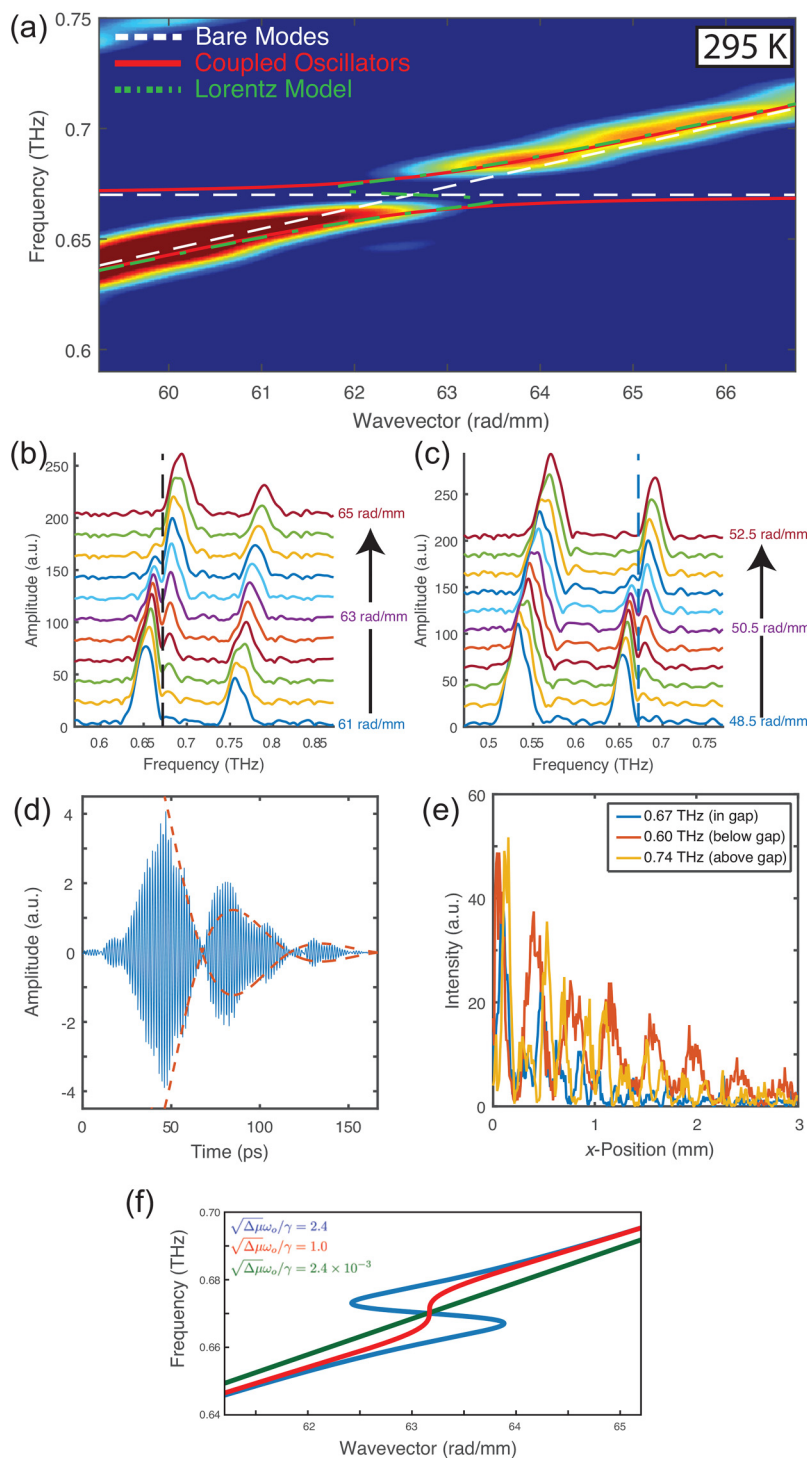 (a)
0.75
0.7
0.65
0.6
Frequency (THz)
Bare Modes
Coupled Oscillators
Lorentz Model
295 K
60 61 62 63 64 65 66
Wavevector (rad/mm)
(b)
250
200
150
100
50
0
Amplitude (a.u.)
65 rad/mm
63 rad/mm
61 rad/mm
0.6 0.65 0.7 0.75 0.8 0.85
Frequency (THz)
(c)
250
200
150
100
50
0
Amplitude (a.u.)
52.5 rad/mm
50.5 rad/mm
48.5 rad/mm
0.5 0.55 0.6 0.65 0.7 0.75
Frequency (THz)
(d)
4
2
0
-2
-4
Amplitude (a.u.)
0 50 100 150
Time (ps)
(e)
60
40
20
0
Intensity (a.u.)
0.67 THz (in gap)
0.60 THz (below gap)
0.74 THz (above gap)
0 1 2 3
x-Position (mm)
(f)
0.70
0.68
0.66
0.64
Frequency (THz)
√Δμω₀/γ = 2.4
√Δμω₀/γ = 1.0
√Δμω₀/γ = 2.4 × 10⁻³
62 63 64 65
Wavevector (rad/mm)